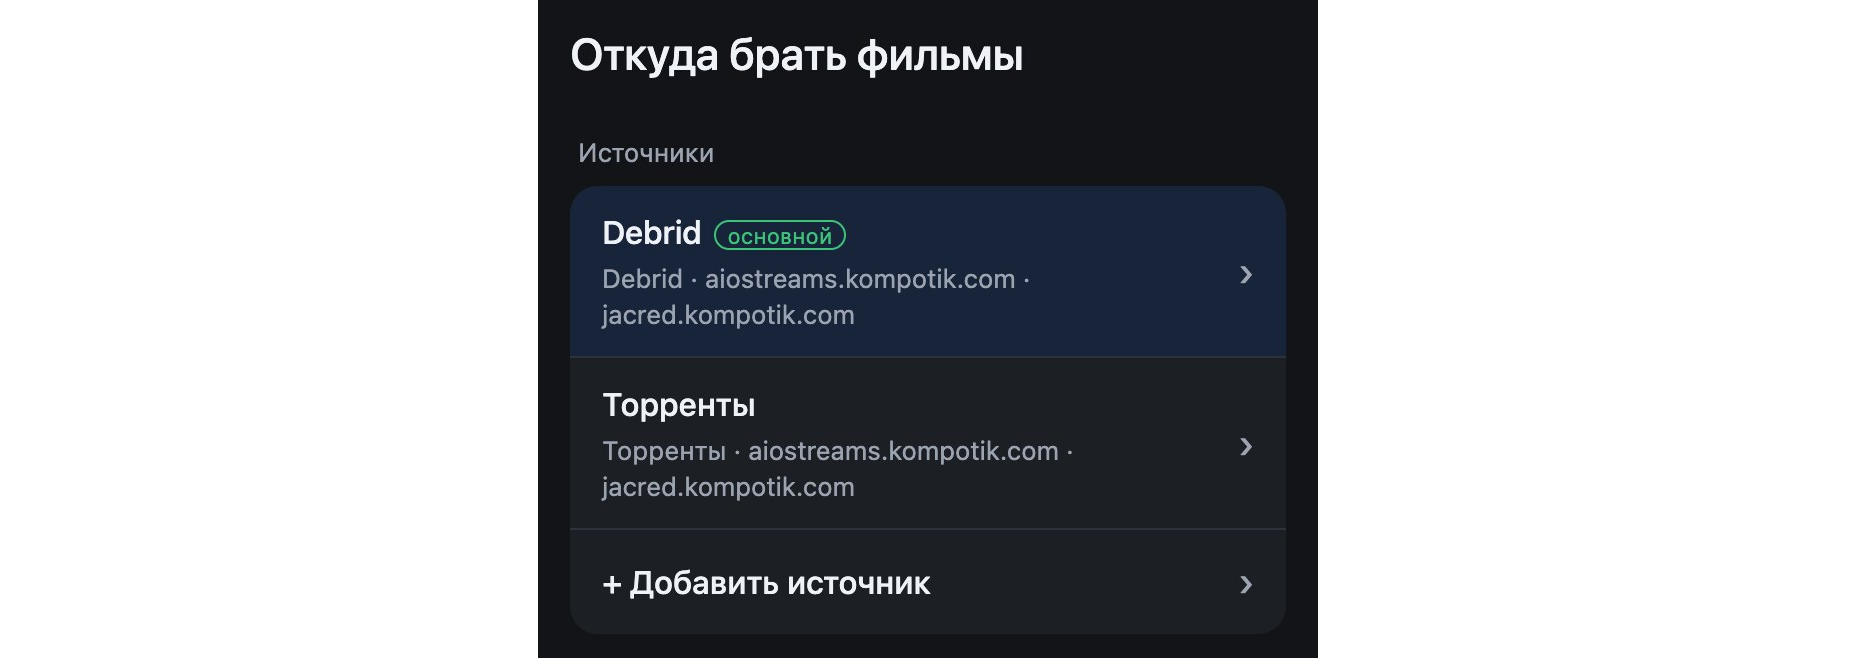 Откуда брать фильмы
Источники
Debrid основной
Debrid · aiostreams.kompotik.com ·
jacred.kompotik.com
Торренты
Торренты · aiostreams.kompotik.com ·
jacred.kompotik.com
+ Добавить источник